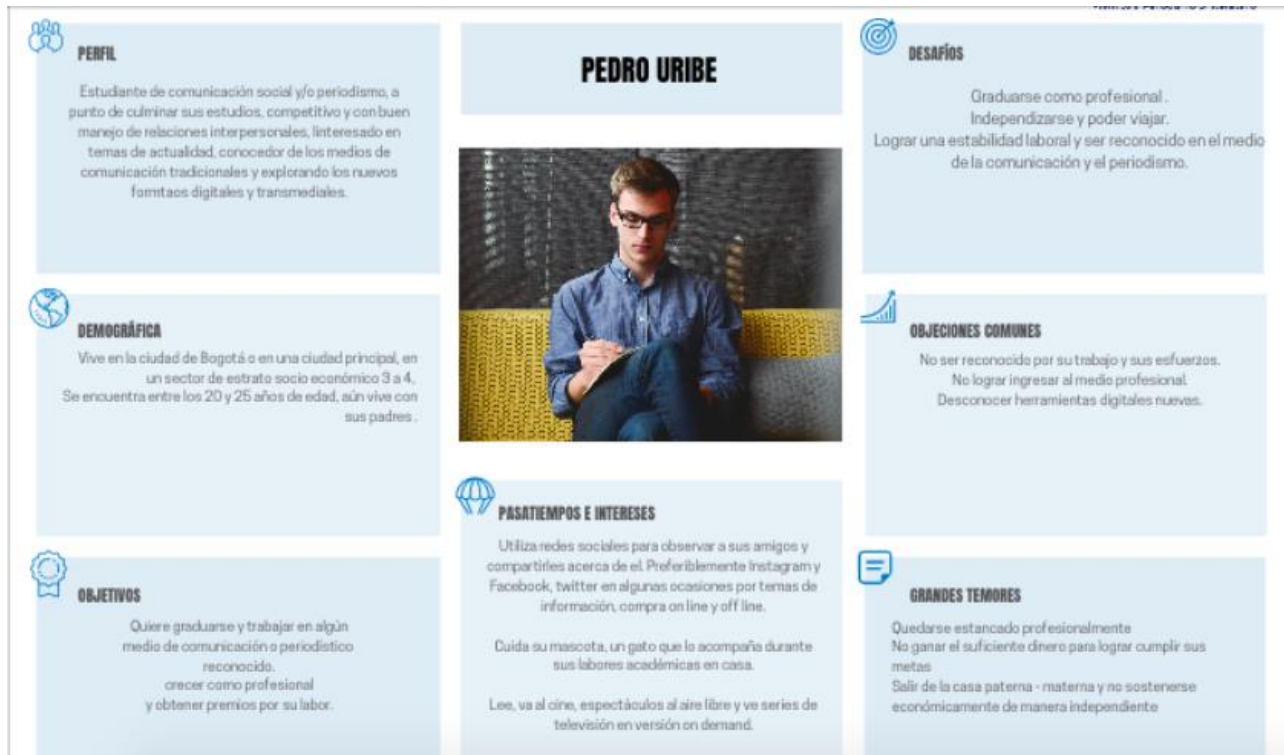 PERFIL
Estudiante de comunicación social y/o periodismo, a
punto de culminar sus estudios, competitivo y con buen
manejo de relaciones interpersonales, linteresado en
temas de actualidad, conocedor de los medios de
comunicación tradicionales y explorando los nuevos
formtaos digitales y transmediales.
DEMOGRÁFICA
Vive en la ciudad de Bogotá o en una ciudad principal, en
un sector de estrato socio económico 3 a 4,
Se encuentra entre los 20 y 25 años de edad, aún vive con
sus padres .
OBJETIVOS
Quiere graduarse y trabajar en algún
medio de comunicación o periodístico
reconocido.
crecer como profesional
y obtener premios por su labor.
PEDRO URIBE
PASATIEMPOS E INTERESES
Utiliza redes sociales para observar a sus amigos y
compartirles acerca de el. Preferiblemente Instagram y
Facebook, twitter en algunas ocasiones por temas de
información, compra on line y off line.
Cuida su mascota, un gato que lo acompaña durante
sus labores académicas en casa.
Lee, va al cine, espectáculos al aire libre y ve series de
televisión en versión on demand.
DESAFÍOS
Graduarse como profesional .
Independizarse y poder viajar.
Lograr una estabilidad laboral y ser reconocido en el medio
de la comunicación y el periodismo.
OBJECIONES COMUNES
No ser reconocido por su trabajo y sus esfuerzos.
No lograr ingresar al medio profesional.
Desconocer herramientas digitales nuevas.
GRANDES TEMORES
Quedarse estancado profesionalmente
No ganar el suficiente dinero para lograr cumplir sus
metas
Salir de la casa paterna - materna y no sostenerse
económicamente de manera independiente